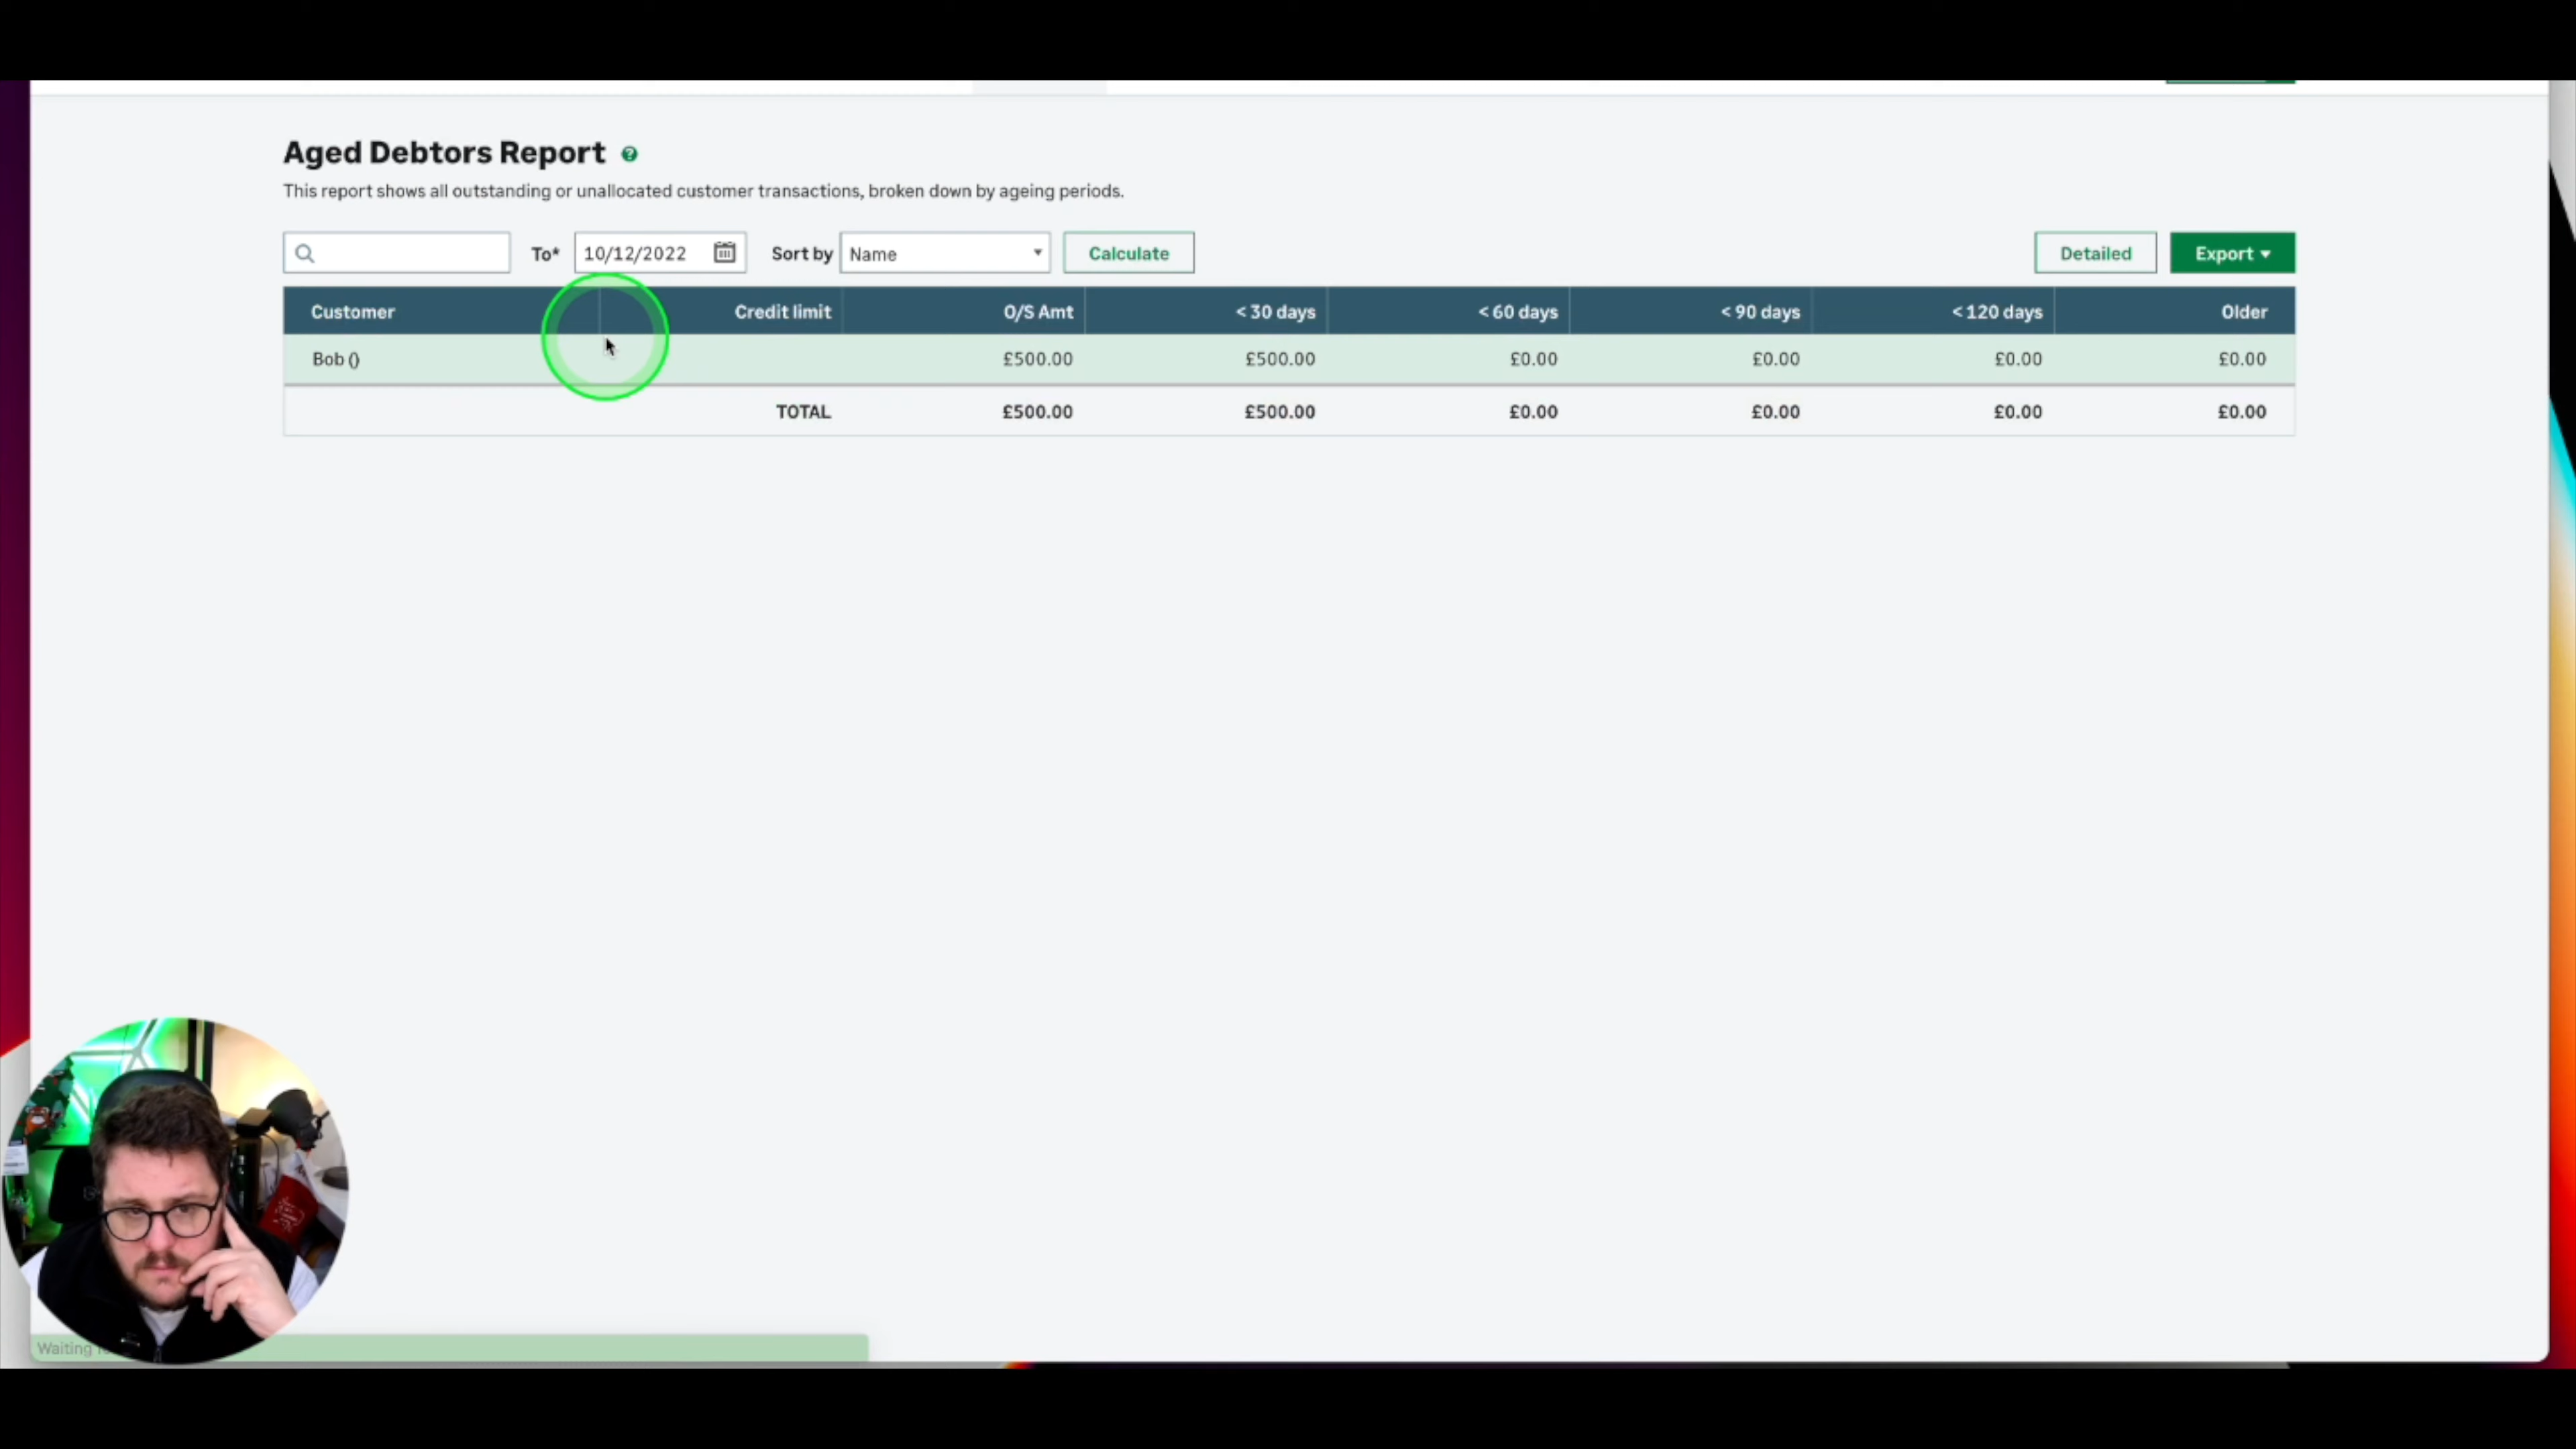 Aged Debtors Report ?
This report shows all outstanding or unallocated customer transactions, broken down by ageing periods.
To* 10/12/2022 Sort by Name Calculate Detailed Export
Customer Credit limit O/S Amt < 30 days < 60 days < 90 days < 120 days Older
Bob () £500.00 £500.00 £0.00 £0.00 £0.00 £0.00
TOTAL £500.00 £500.00 £0.00 £0.00 £0.00 £0.00
Waiting